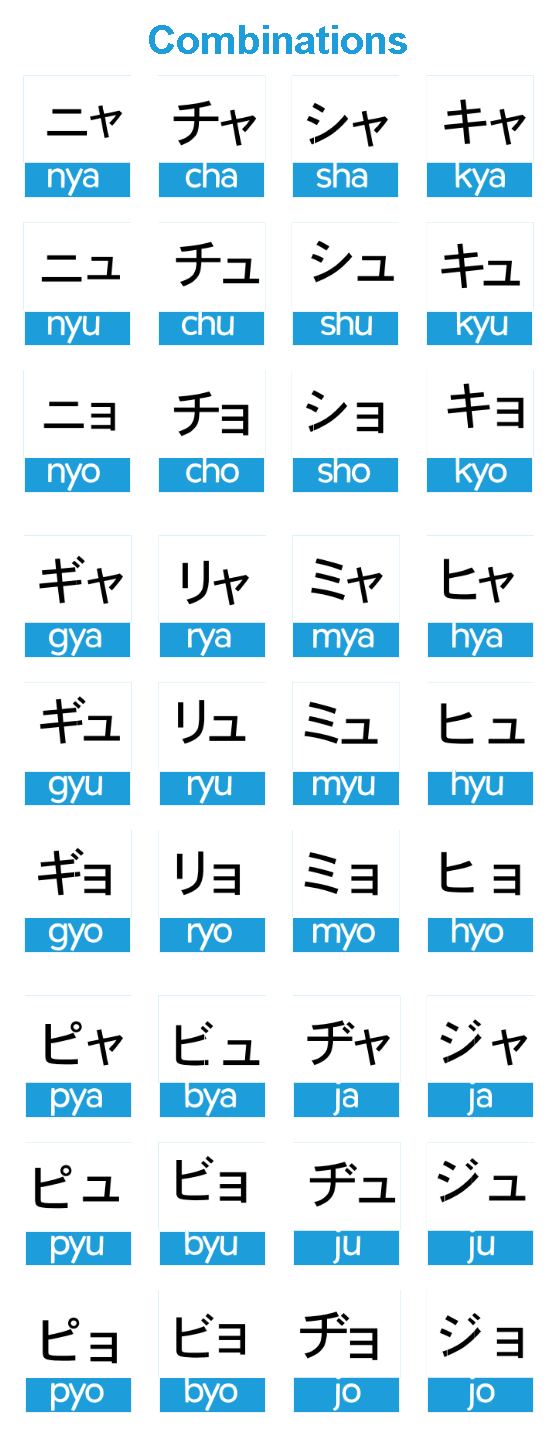 Combinations
ニャ チャ シャ キャ
nya cha sha kya
ニュ チュ シュ キュ
nyu chu shu kyu
ニョ チョ ショ キョ
nyo cho sho kyo
ギャ リャ ミャ ヒャ
gya rya mya hya
ギュ リュ ミュ ヒュ
gyu ryu myu hyu
ギョ リョ ミョ ヒョ
gyo ryo myo hyo
ピャ ビュ ヂャ ジャ
pya bya ja ja
ピュ ビョ ヂュ ジュ
pyu byu ju ju
ピョ ビョ ヂョ ジョ
pyo byo jo jo